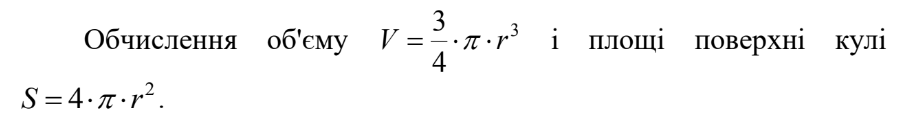 Обчислення об'єму V = 3/4 · π · r³ і площі поверхні кулі
S = 4 · π · r².